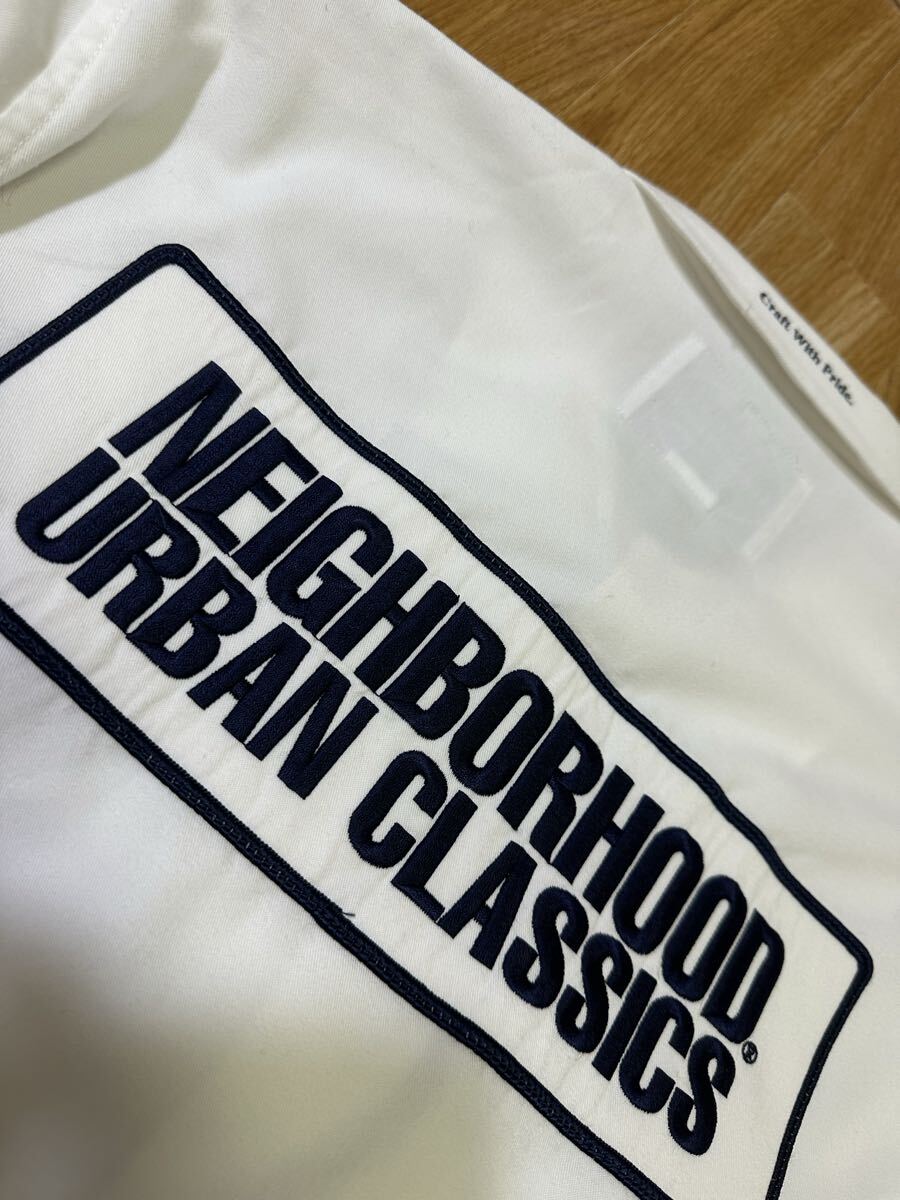 NEIGHBORHOOD®
URBAN CLASSICS
Craft With Pride.